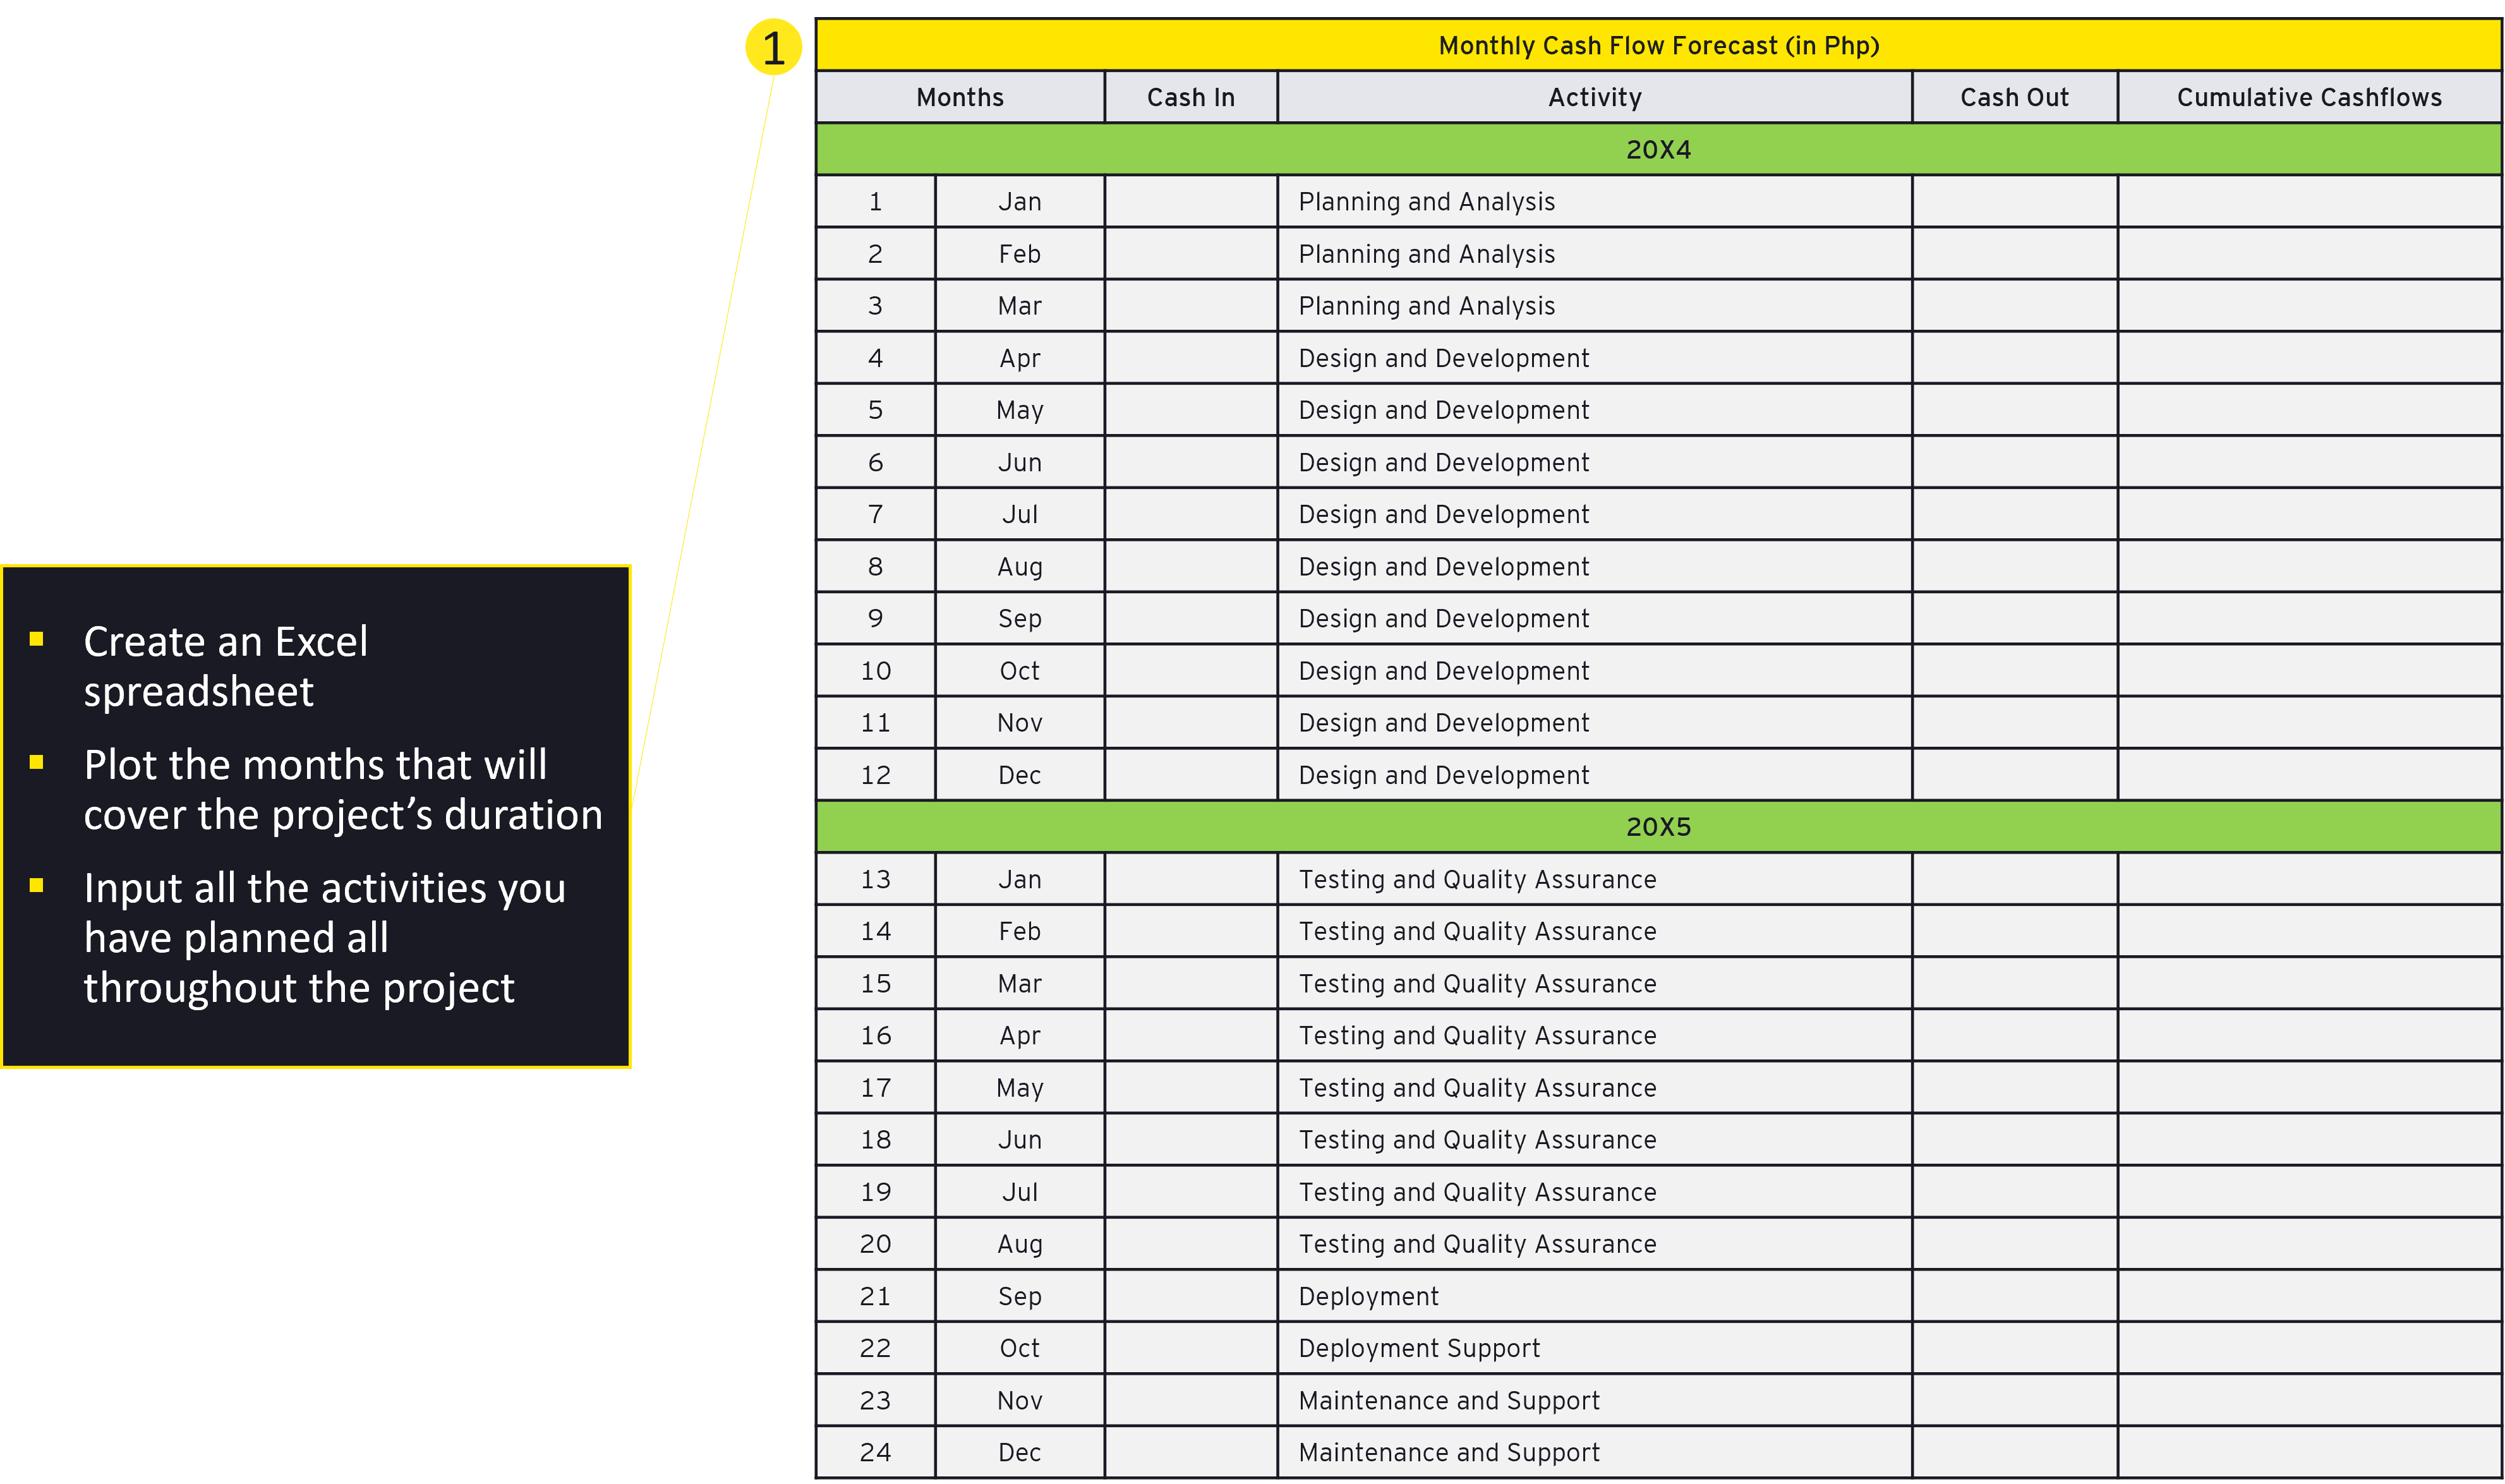 1
Monthly Cash Flow Forecast (in Php)
Months Cash In Activity Cash Out Cumulative Cashflows
20X4
1 Jan Planning and Analysis
2 Feb Planning and Analysis
3 Mar Planning and Analysis
4 Apr Design and Development
5 May Design and Development
6 Jun Design and Development
7 Jul Design and Development
8 Aug Design and Development
9 Sep Design and Development
10 Oct Design and Development
11 Nov Design and Development
12 Dec Design and Development
20X5
13 Jan Testing and Quality Assurance
14 Feb Testing and Quality Assurance
15 Mar Testing and Quality Assurance
16 Apr Testing and Quality Assurance
17 May Testing and Quality Assurance
18 Jun Testing and Quality Assurance
19 Jul Testing and Quality Assurance
20 Aug Testing and Quality Assurance
21 Sep Deployment
22 Oct Deployment Support
23 Nov Maintenance and Support
24 Dec Maintenance and Support
▪ Create an Excel
spreadsheet
▪ Plot the months that will
cover the project’s duration
▪ Input all the activities you
have planned all
throughout the project